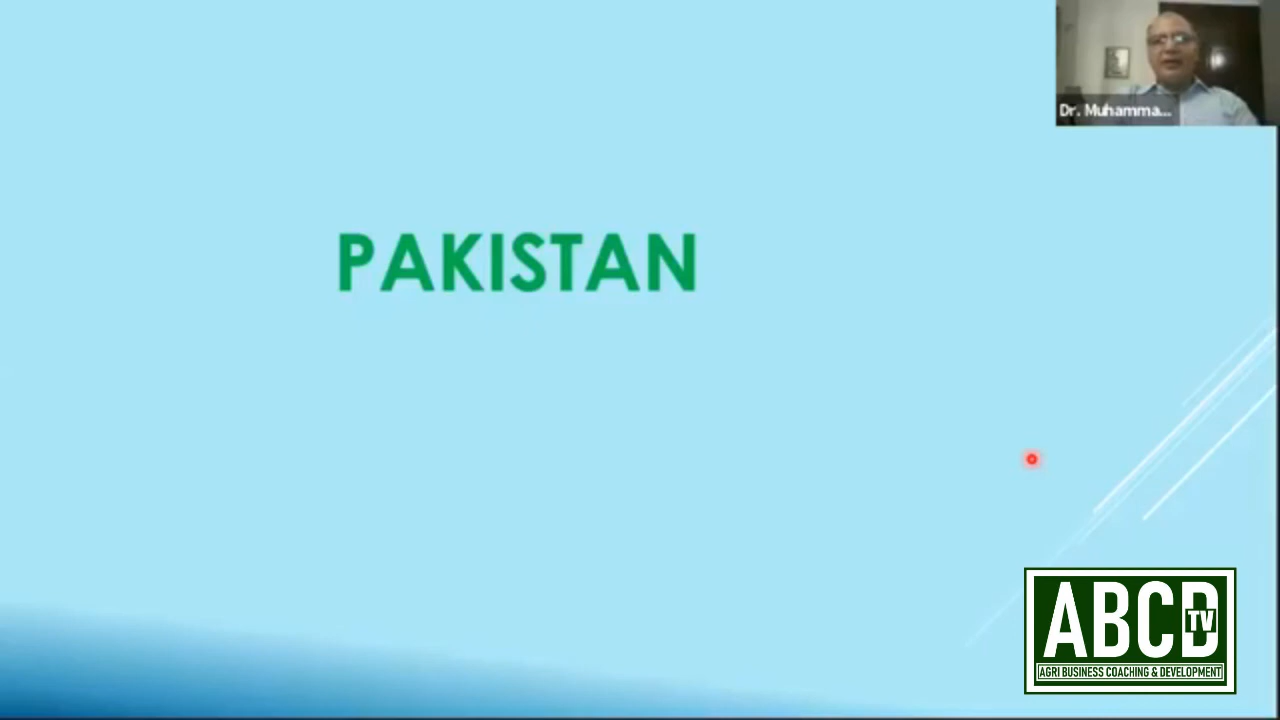 Dr. Muhamma...
PAKISTAN
ABCD TV
AGRI BUSINESS COACHING & DEVELOPMENT